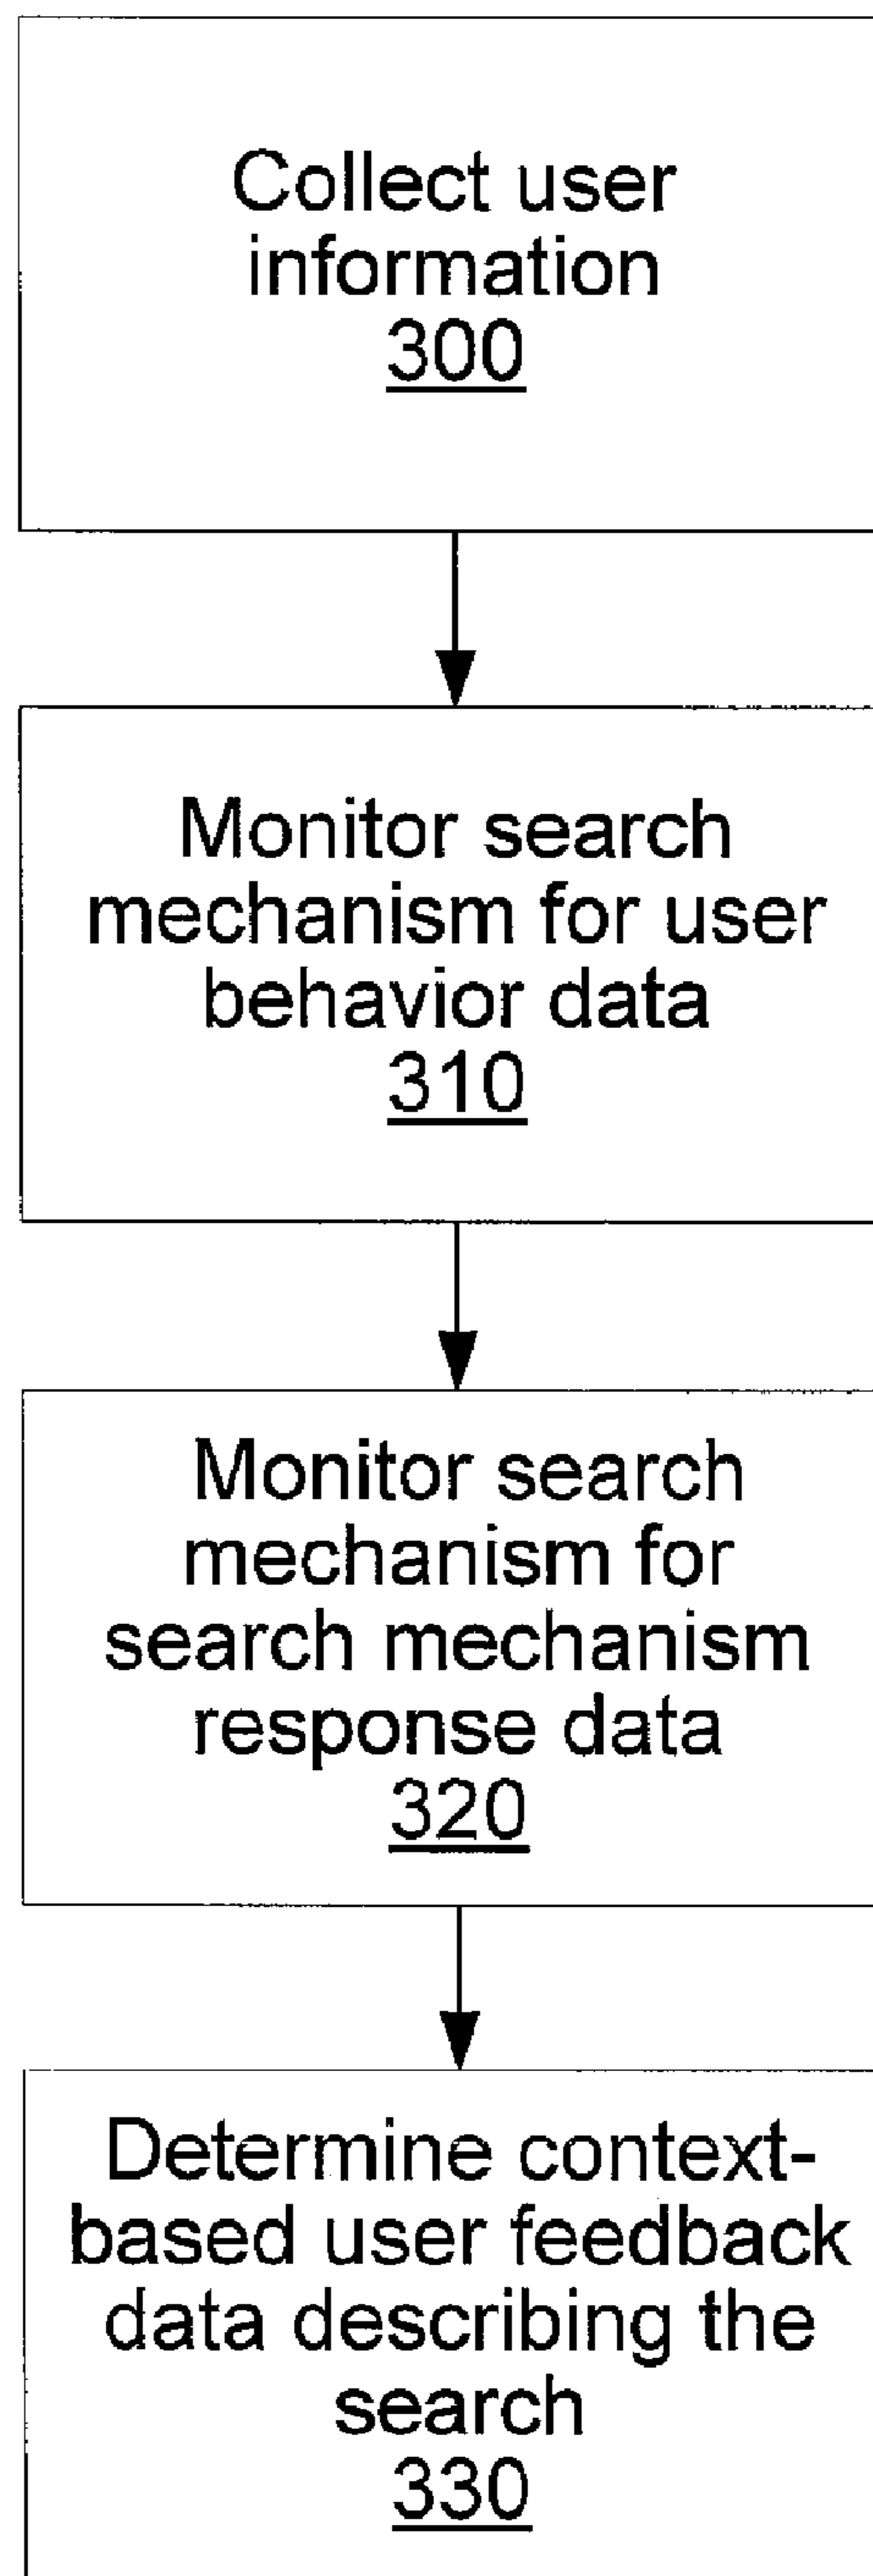 Collect user
information
300
Monitor search
mechanism for user
behavior data
310
Monitor search
mechanism for
search mechanism
response data
320
Determine context-
based user feedback
data describing the
search
330